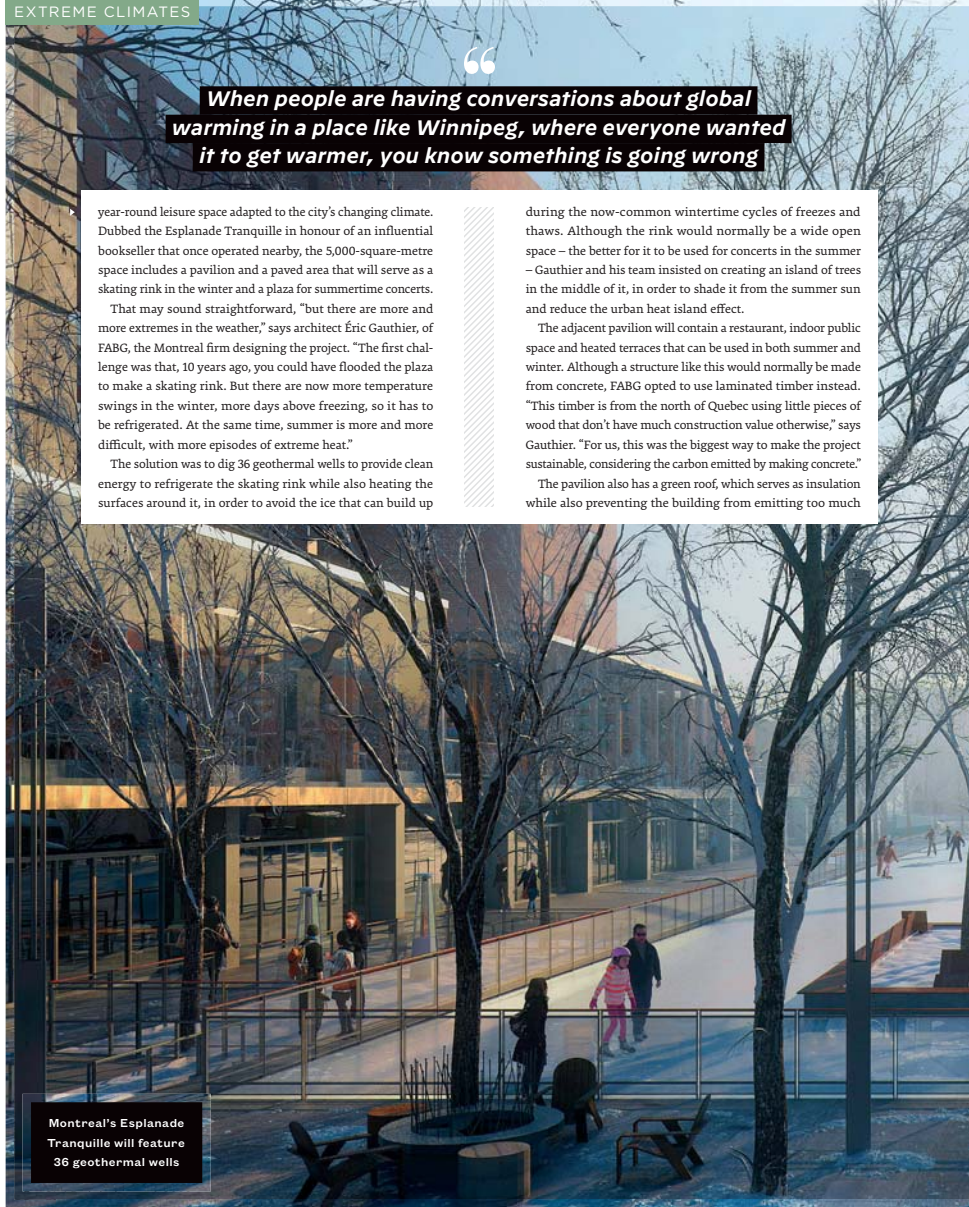 EXTREME CLIMATES
“
When people are having conversations about global
warming in a place like Winnipeg, where everyone wanted
it to get warmer, you know something is going wrong
year-round leisure space adapted to the city’s changing climate.
Dubbed the Esplanade Tranquille in honour of an influential
bookseller that once operated nearby, the 5,000-square-metre
space includes a pavilion and a paved area that will serve as a
skating rink in the winter and a plaza for summertime concerts.
That may sound straightforward, “but there are more and
more extremes in the weather,” says architect Éric Gauthier, of
FABG, the Montreal firm designing the project. “The first chal-
lenge was that, 10 years ago, you could have flooded the plaza
to make a skating rink. But there are now more temperature
swings in the winter, more days above freezing, so it has to
be refrigerated. At the same time, summer is more and more
difficult, with more episodes of extreme heat.”
The solution was to dig 36 geothermal wells to provide clean
energy to refrigerate the skating rink while also heating the
surfaces around it, in order to avoid the ice that can build up
during the now-common wintertime cycles of freezes and
thaws. Although the rink would normally be a wide open
space – the better for it to be used for concerts in the summer
– Gauthier and his team insisted on creating an island of trees
in the middle of it, in order to shade it from the summer sun
and reduce the urban heat island effect.
The adjacent pavilion will contain a restaurant, indoor public
space and heated terraces that can be used in both summer and
winter. Although a structure like this would normally be made
from concrete, FABG opted to use laminated timber instead.
“This timber is from the north of Quebec using little pieces of
wood that don’t have much construction value otherwise,” says
Gauthier. “For us, this was the biggest way to make the project
sustainable, considering the carbon emitted by making concrete.”
The pavilion also has a green roof, which serves as insulation
while also preventing the building from emitting too much
Montreal’s Esplanade
Tranquille will feature
36 geothermal wells